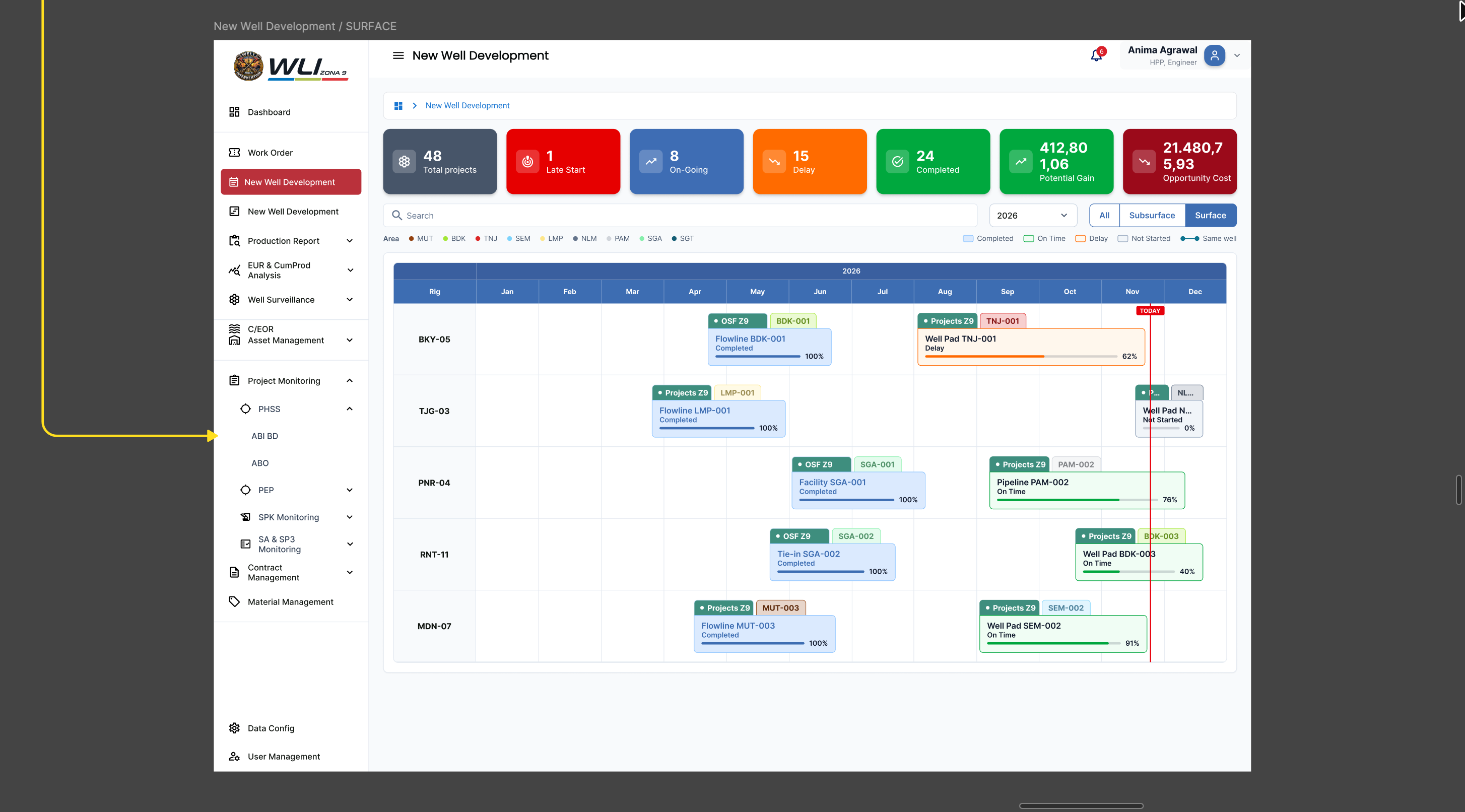 New Well Development / SURFACE
WLI ZONA 9
New Well Development
6
Anima Agrawal
HPP, Engineer
Dashboard
Work Order
New Well Development
New Well Development
Production Report
EUR & CumProd
Analysis
Well Surveillance
C/EOR
Asset Management
Project Monitoring
PHSS
ABI BD
ABO
PEP
SPK Monitoring
SA & SP3
Monitoring
Contract
Management
Material Management
Data Config
User Management
New Well Development
48
Total projects
1
Late Start
8
On-Going
15
Delay
24
Completed
412,80
1,06
Potential Gain
21.480,7
5,93
Opportunity Cost
Search
2026
All
Subsurface
Surface
Area MUT BDK TNJ SEM LMP NLM PAM SGA SGT
Completed On Time Delay Not Started Same well
2026
Rig Jan Feb Mar Apr May Jun Jul Aug Sep Oct Nov Dec
TODAY
BKY-05
OSF Z9 BDK-001
Flowline BDK-001
Completed
100%
Projects Z9 TNJ-001
Well Pad TNJ-001
Delay
62%
TJG-03
Projects Z9 LMP-001
Flowline LMP-001
Completed
100%
P... NL...
Well Pad N...
Not Started
0%
PNR-04
OSF Z9 SGA-001
Facility SGA-001
Completed
100%
Projects Z9 PAM-002
Pipeline PAM-002
On Time
76%
RNT-11
OSF Z9 SGA-002
Tie-in SGA-002
Completed
100%
Projects Z9 BDK-003
Well Pad BDK-003
On Time
40%
MDN-07
Projects Z9 MUT-003
Flowline MUT-003
Completed
100%
Projects Z9 SEM-002
Well Pad SEM-002
On Time
91%